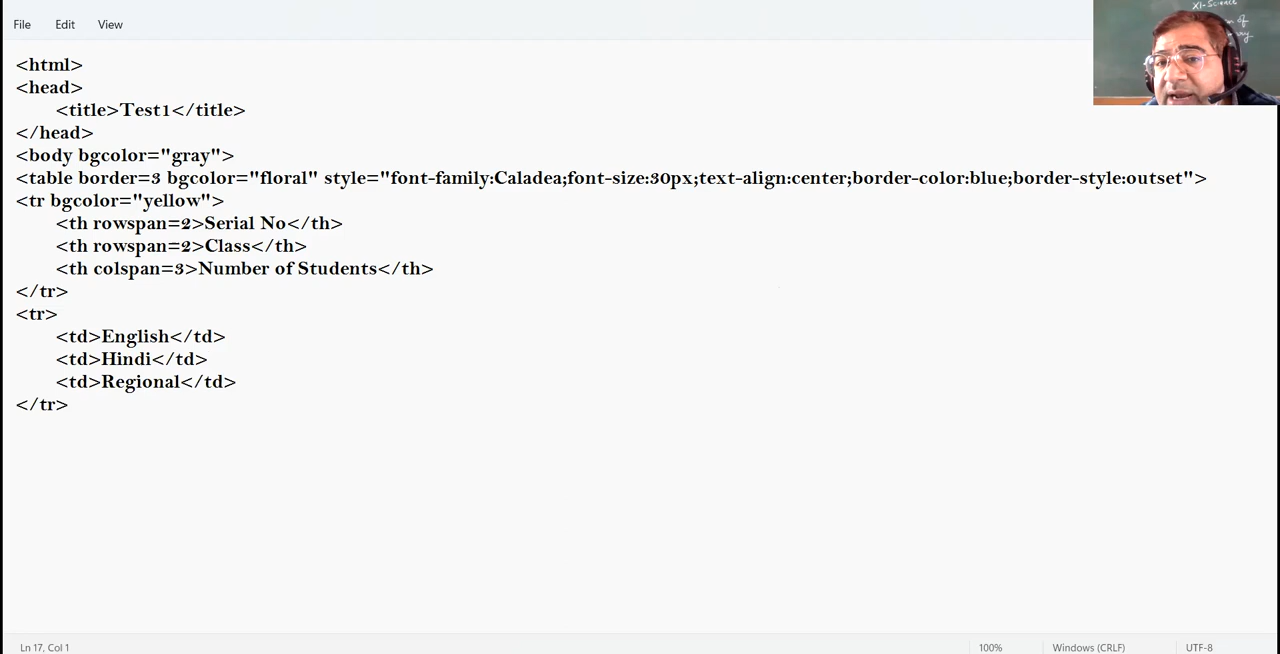 File Edit View
XI-Science
of
<html>
<head>
<title>Test1</title>
</head>
<body bgcolor="gray">
<table border=3 bgcolor="floral" style="font-family:Caladea;font-size:30px;text-align:center;border-color:blue;border-style:outset">
<tr bgcolor="yellow">
<th rowspan=2>Serial No</th>
<th rowspan=2>Class</th>
<th colspan=3>Number of Students</th>
</tr>
<tr>
<td>English</td>
<td>Hindi</td>
<td>Regional</td>
</tr>
Ln 17, Col 1 100% Windows (CRLF) UTF-8